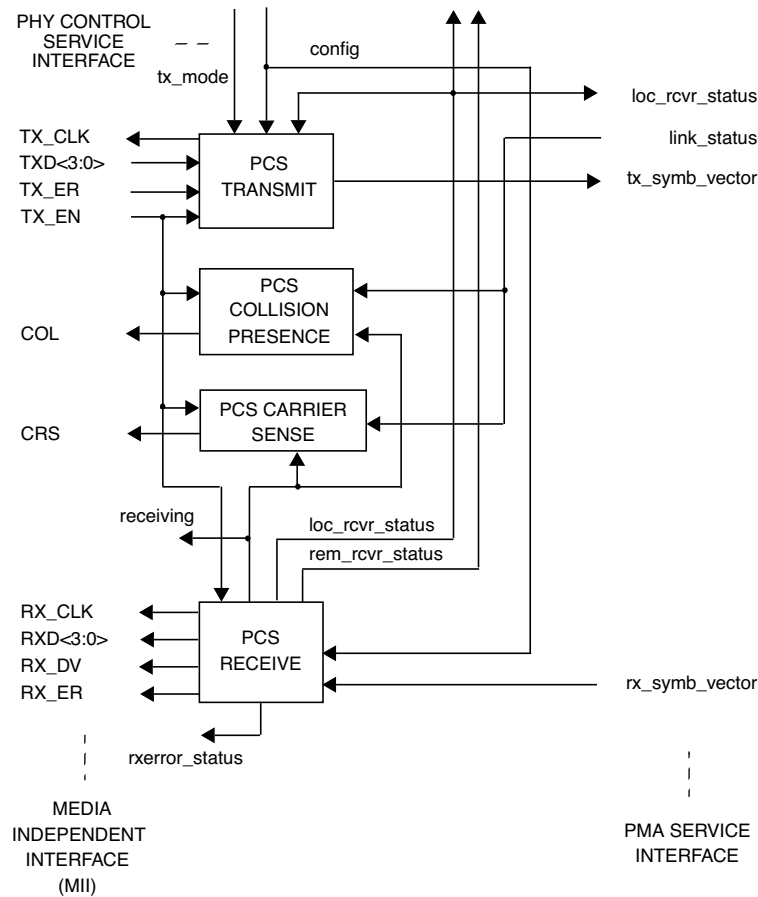 PHY CONTROL
SERVICE
INTERFACE
tx_mode
config
loc_rcvr_status
link_status
tx_symb_vector
TX_CLK
TXD<3:0>
TX_ER
TX_EN
PCS
TRANSMIT
PCS
COLLISION
PRESENCE
COL
PCS CARRIER
SENSE
CRS
receiving
loc_rcvr_status
rem_rcvr_status
RX_CLK
RXD<3:0>
RX_DV
RX_ER
PCS
RECEIVE
rx_symb_vector
rxerror_status
MEDIA
INDEPENDENT
INTERFACE
(MII)
PMA SERVICE
INTERFACE